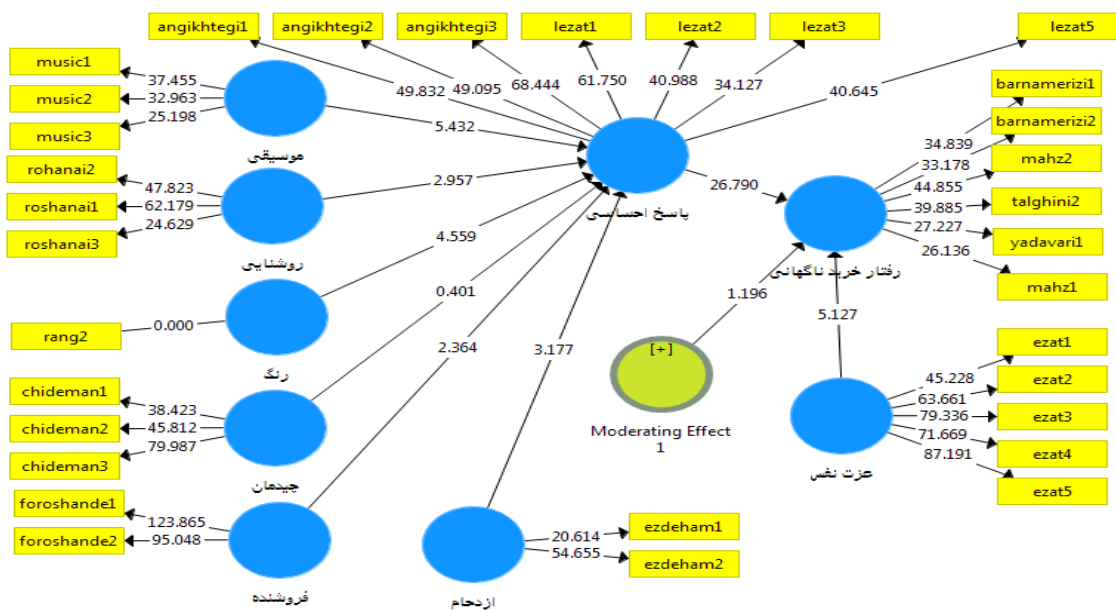 angikhtegi1 angikhtegi2 angikhtegi3 lezat1 lezat2 lezat3 lezat5
music1
music2
music3
37.455
32.963
25.198
موسیقی
49.832
49.095
68.444
61.750
40.988
34.127
40.645
5.432
rohanai2
roshanai1
roshanai3
47.823
62.179
24.629
روشنایی
2.957
پاسخ احساسی
26.790
barnamerizi1
barnamerizi2
mahz2
talghini2
yadavari1
mahz1
34.839
33.178
44.855
39.885
27.227
26.136
رفتار خرید ناگهانی
4.559
rang2
0.000
رنگ
0.401
2.364
3.177
1.196
5.127
[+]
Moderating Effect
1
chideman1
chideman2
chideman3
38.423
45.812
79.987
چیدمان
ezat1
ezat2
ezat3
ezat4
ezat5
45.228
63.661
79.336
71.669
87.191
عزت نفس
foroshande1
foroshande2
123.865
95.048
فروشنده
ezdeham1
ezdeham2
20.614
54.655
ازدحام